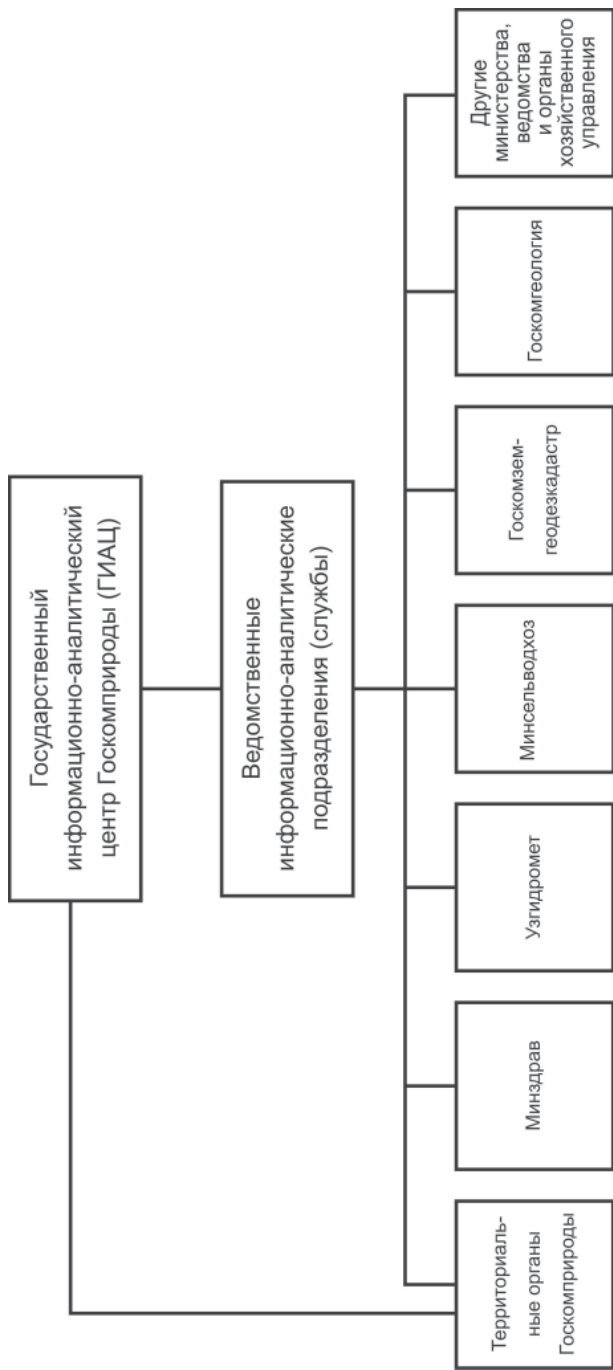 Государственный
информационно-аналитический
центр Госкомприроды (ГИАЦ)
Ведомственные
информационно-аналитические
подразделения (службы)
Территориаль-
ные органы
Госкомприроды
Минздрав
Узгидромет
Минсельводхоз
Госкомзем-
геодезкадастр
Госкомгеология
Другие
министерства,
ведомства
и органы
хозяйственного
управления